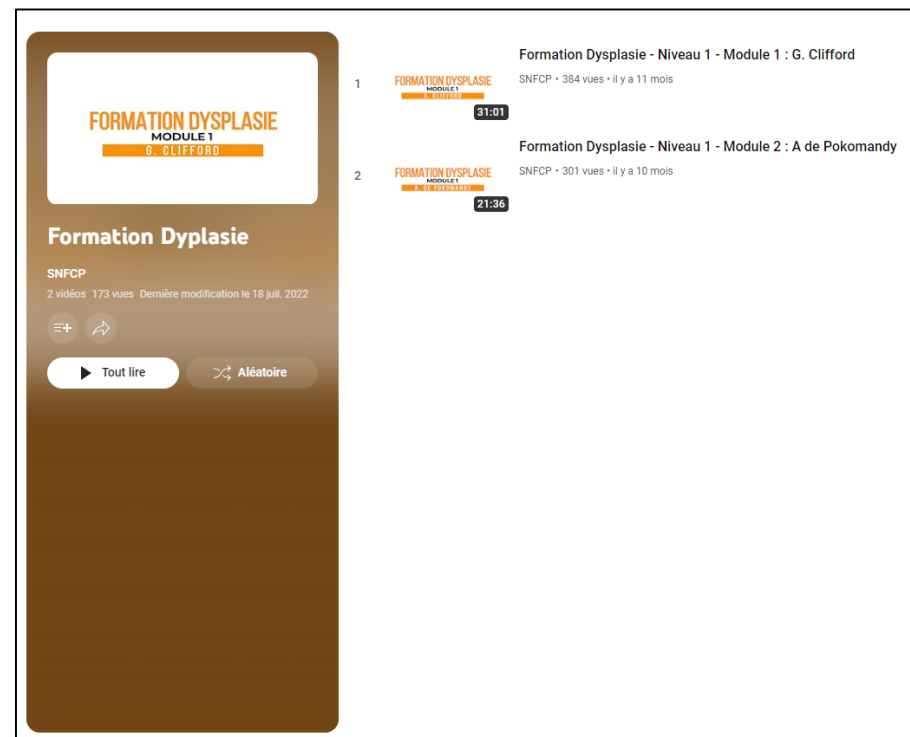 FORMATION DYSPLASIE
MODULE 1
G. CLIFFORD
Formation Dyplasie
SNFCP
2 vidéos 173 vues Dernière modification le 18 juil. 2022
Tout lire
Aléatoire
1
FORMATION DYSPLASIE
MODULE 1
G. CLIFFORD
31:01
Formation Dysplasie - Niveau 1 - Module 1 : G. Clifford
SNFCP • 384 vues • il y a 11 mois
2
FORMATION DYSPLASIE
MODULE 1
A. DE POKOMANDY
21:36
Formation Dysplasie - Niveau 1 - Module 2 : A de Pokomandy
SNFCP • 301 vues • il y a 10 mois